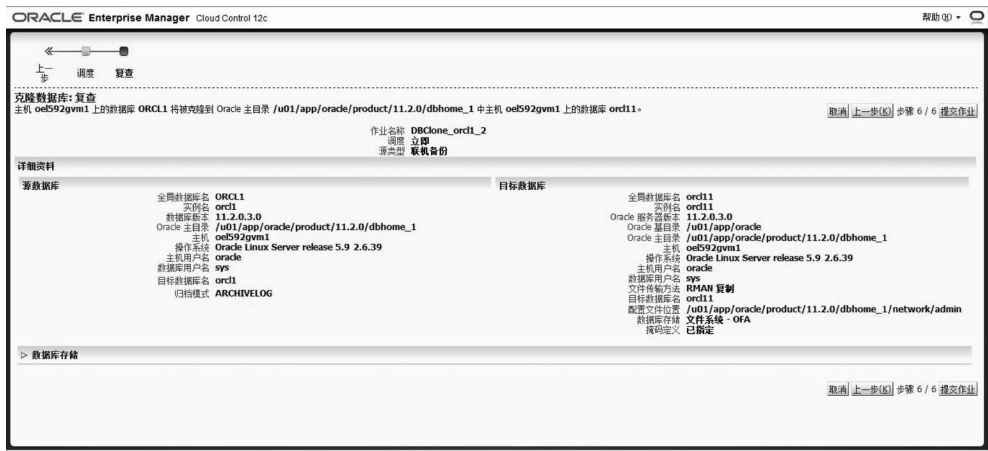 ORACLE Enterprise Manager Cloud Control 12c
帮助(H)
上一步 调度 复查
克隆数据库: 复查
主机 oel592gvm1 上的数据库 ORCL1 将被克隆到 Oracle 主目录 /u01/app/oracle/product/11.2.0/dbhome_1 中主机 oel592gvm1 上的数据库 orcl11。
取消 上一步(K) 步骤 6 / 6 提交作业
作业名称 DBClone_orcl1_2
调度 立即
源类型 联机备份
详细资料
源数据库
全局数据库名 ORCL1
实例名 orcl1
数据库版本 11.2.0.3.0
Oracle 主目录 /u01/app/oracle/product/11.2.0/dbhome_1
主机 oel592gvm1
操作系统 Oracle Linux Server release 5.9 2.6.39
主机用户名 oracle
数据库用户名 sys
目标数据库名 orcl1
归档模式 ARCHIVELOG
目标数据库
全局数据库名 orcl11
实例名 orcl11
Oracle 服务器版本 11.2.0.3.0
Oracle 基目录 /u01/app/oracle
Oracle 主目录 /u01/app/oracle/product/11.2.0/dbhome_1
主机 oel592gvm1
操作系统 Oracle Linux Server release 5.9 2.6.39
主机用户名 oracle
数据库用户名 sys
文件传输方法 RMAN 复制
目标数据库名 orcl11
配置文件位置 /u01/app/oracle/product/11.2.0/dbhome_1/network/admin
数据库存储 文件系统 - OFA
掩码定义 已指定
数据库存储
取消 上一步(K) 步骤 6 / 6 提交作业